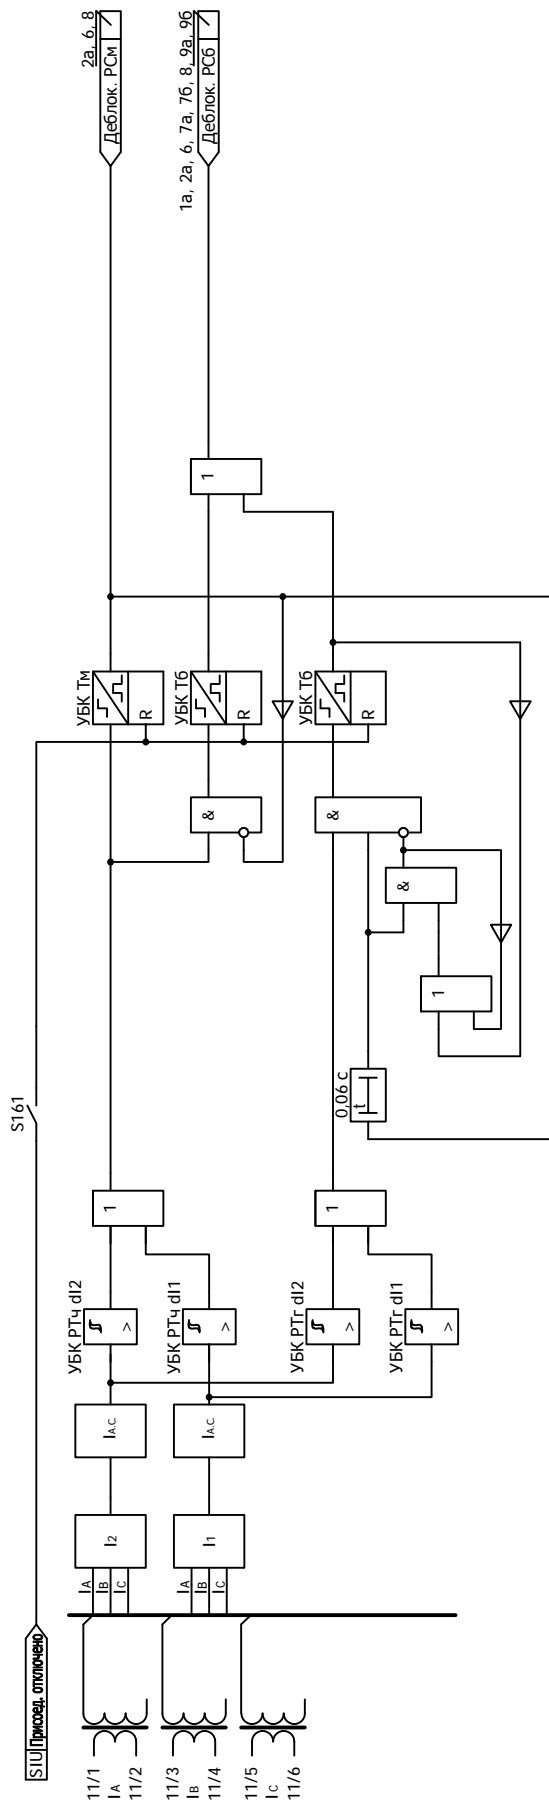 SIU Присоед. отключено
S161
2а, 6, 8
Деблок. РСм
1а, 2а, 6, 7а, 7б, 8, 9а, 9б
Деблок. РСб
11/1
IA
11/2
11/3
IB
11/4
11/5
IC
11/6
IA
IB
IC
I2
IA
IB
IC
I1
IА.С.
IА.С.
УБК РТч dI2
>
УБК РТч dI1
>
УБК РТг dI2
>
УБК РТг dI1
>
1
1
0,06 с
t
1
&
&
&
УБК Тм
R
УБК Тб
R
УБК Тб
R
1